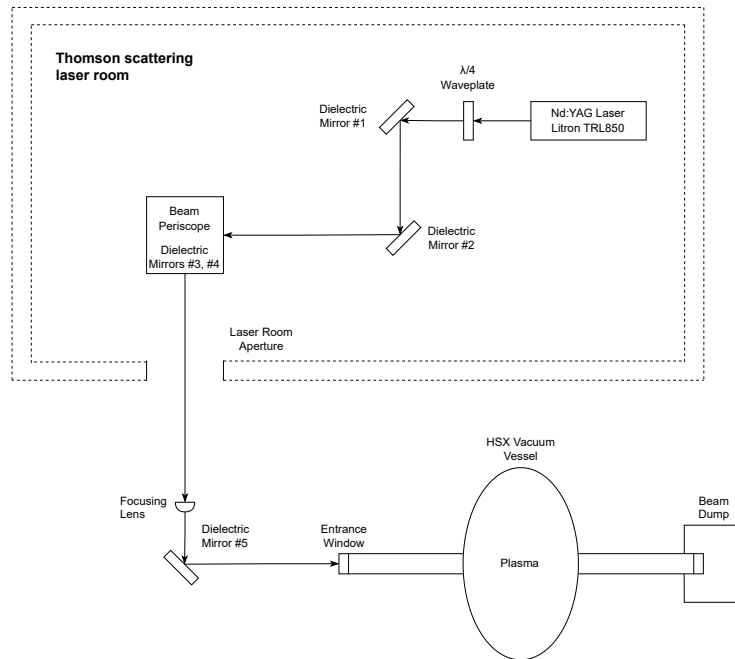 Thomson scattering
laser room
λ/4
Waveplate
Dielectric
Mirror #1
Nd:YAG Laser
Litron TRL850
Beam
Periscope
Dielectric
Mirrors #3, #4
Dielectric
Mirror #2
Laser Room
Aperture
HSX Vacuum
Vessel
Focusing
Lens
Dielectric
Mirror #5
Entrance
Window
Plasma
Beam
Dump